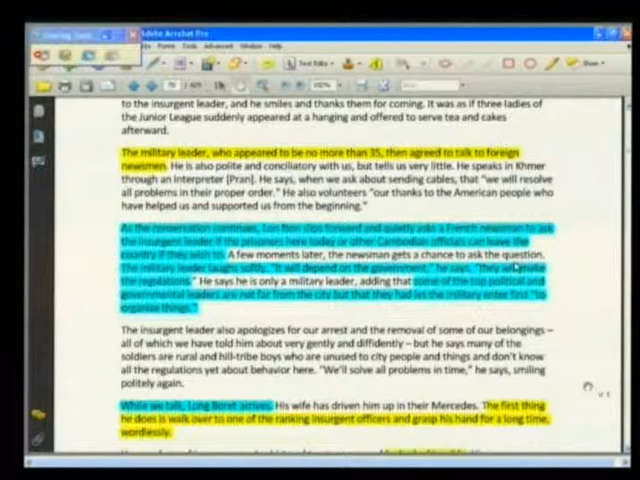 Adobe Acrobat Pro
Forms Tools Advanced Window Help
to the insurgent leader, and he smiles and thanks them for coming. It was as if three ladies of
the Junior League suddenly appeared at a hanging and offered to serve tea and cakes
afterward.
The military leader, who appeared to be no more than 35, then agreed to talk to foreign
newsmen. He is also polite and conciliatory with us, but tells us very little. He speaks in Khmer
through an interpreter [Pran]. He says, when we ask about sending cables, that "we will resolve
all problems in their proper order." He also volunteers "our thanks to the American people who
have helped us and supported us from the beginning."
As the conversation continues, Lon Non slips forward and quietly asks a French newsman to ask
the insurgent leader if the prisoners here today or other Cambodian officials can leave the
country if they wish to. A few moments later, the newsman gets a chance to ask the question.
The military leader laughs softly. "It will depend on the government," he says. "They will make
the regulations." He says he is only a military leader, adding that some of the top political and
governmental leaders are not far from the city but that they had let the military enter first "to
organize things."
The insurgent leader also apologizes for our arrest and the removal of some of our belongings –
all of which we have told him about very gently and diffidently – but he says many of the
soldiers are rural and hill-tribe boys who are unused to city people and things and don't know
all the regulations yet about behavior here. "We'll solve all problems in time," he says, smiling
politely again.
While we talk, Long Boret arrives. His wife has driven him up in their Mercedes. The first thing
he does is walk over to one of the ranking insurgent officers and grasp his hand for a long time,
wordlessly.